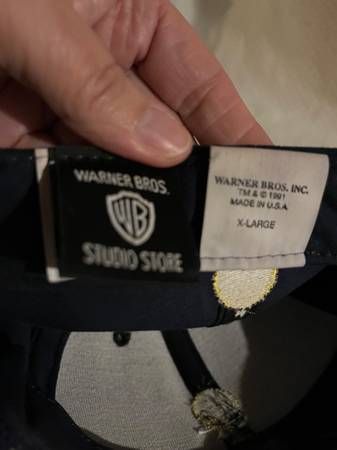 WARNER BROS.
WB
STUDIO STORE
WARNER BROS. INC.
TM & © 1991
MADE IN U.S.A.
X-LARGE